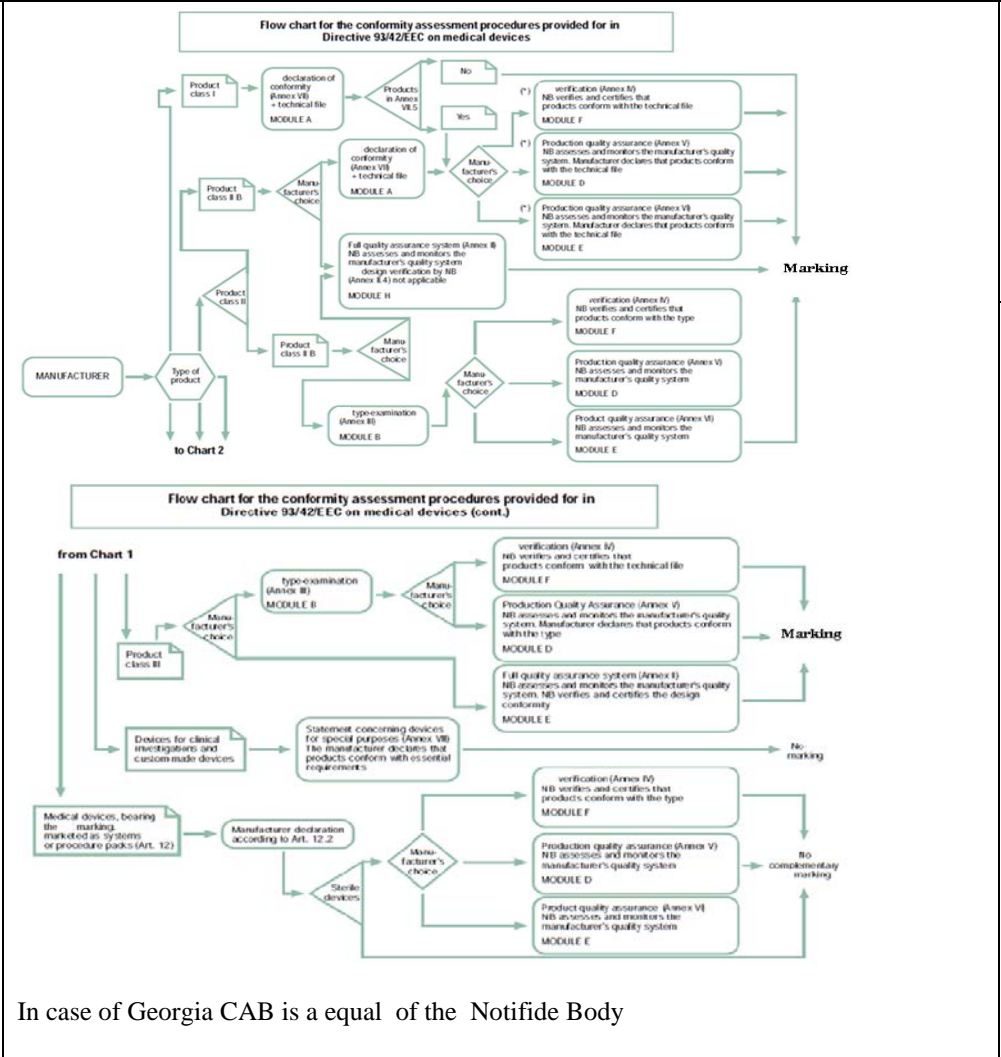 Flow chart for the conformity assessment procedures provided for in
Directive 93/42/EEC on medical devices
Product
class I
declaration of
conformity
(Annex VII)
+ technical file
MODULE A
Products
in Annex
VII.5
No
Yes
(*) verification (Annex IV)
NB verifies and certifies that
products conform with the technical file
MODULE F
(*) Production quality assurance (Annex V)
NB assesses and monitors the manufacturer's quality
system. Manufacturer declares that products conform
with the technical file
MODULE D
(*) Production quality assurance (Annex VI)
NB assesses and monitors the manufacturer's quality
system. Manufacturer declares that products conform
with the technical file
MODULE E
Product
class II B
Manu-
facturer's
choice
declaration of
conformity
(Annex VII)
+ technical file
MODULE A
Manu-
facturer's
choice
Full quality assurance system (Annex II)
NB assesses and monitors the
manufacturer's quality system
design verification by NB
(Annex II.4) not applicable
MODULE H
Marking
Product
class II
Product
class II B
Manu-
facturer's
choice
MANUFACTURER
Type of
product
to Chart 2
type-examination
(Annex III)
MODULE B
Manu-
facturer's
choice
verification (Annex IV)
NB verifies and certifies that
products conform with the type
MODULE F
Production quality assurance (Annex V)
NB assesses and monitors the
manufacturer's quality system
MODULE D
Product quality assurance (Annex VI)
NB assesses and monitors the
manufacturer's quality system
MODULE E
Flow chart for the conformity assessment procedures provided for in
Directive 93/42/EEC on medical devices (cont.)
from Chart 1
Product
class III
Manu-
facturer's
choice
type-examination
(Annex III)
MODULE B
Manu-
facturer's
choice
verification (Annex IV)
NB verifies and certifies that
products conform with the technical file
MODULE F
Production Quality Assurance (Annex V)
NB assesses and monitors the manufacturer's quality
system. Manufacturer declares that products conform
with the type
MODULE D
Full quality assurance system (Annex II)
NB assesses and monitors the manufacturer's quality
system. NB verifies and certifies the design
conformity
MODULE E
Marking
Devices for clinical
investigations and
custom made devices
Statement concerning devices
for special purposes (Annex VIII)
The manufacturer declares that
products conform with essential
requirements
No
marking
Medical devices, bearing
the marking,
marketed as systems
or procedure packs (Art. 12)
Manufacturer declaration
according to Art. 12.2
Sterile
devices
Manu-
facturer's
choice
verification (Annex IV)
NB verifies and certifies that
products conform with the type
MODULE F
Production quality assurance (Annex V)
NB assesses and monitors the
manufacturer's quality system
MODULE D
Product quality assurance (Annex VI)
NB assesses and monitors the
manufacturer's quality system
MODULE E
No
complementary
marking
In case of Georgia CAB is a equal of the Notifide Body